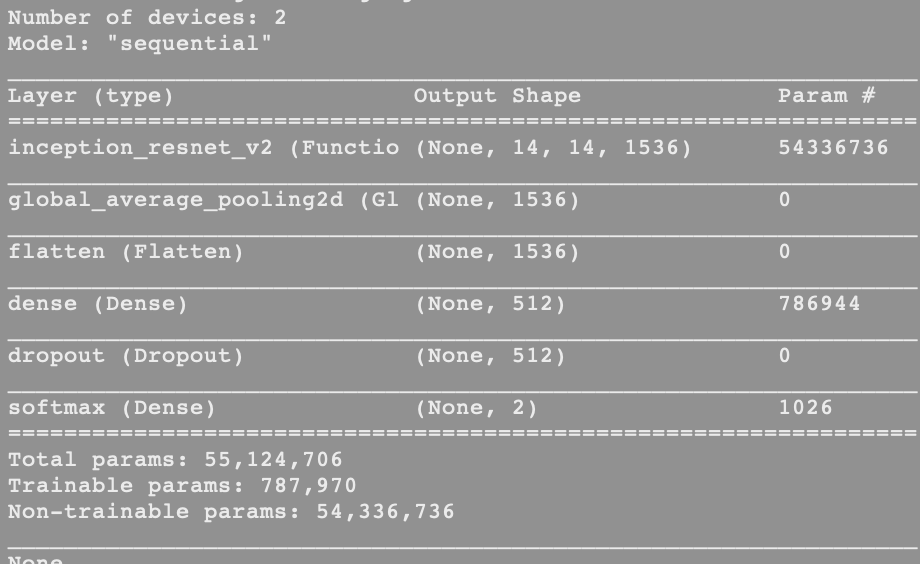 Number of devices: 2
Model: "sequential"
_________________________________________________________________
Layer (type)                 Output Shape              Param #
=================================================================
inception_resnet_v2 (Functio (None, 14, 14, 1536)      54336736
_________________________________________________________________
global_average_pooling2d (Gl (None, 1536)              0
_________________________________________________________________
flatten (Flatten)            (None, 1536)              0
_________________________________________________________________
dense (Dense)                (None, 512)               786944
_________________________________________________________________
dropout (Dropout)            (None, 512)               0
_________________________________________________________________
softmax (Dense)              (None, 2)                 1026
=================================================================
Total params: 55,124,706
Trainable params: 787,970
Non-trainable params: 54,336,736
_________________________________________________________________
None